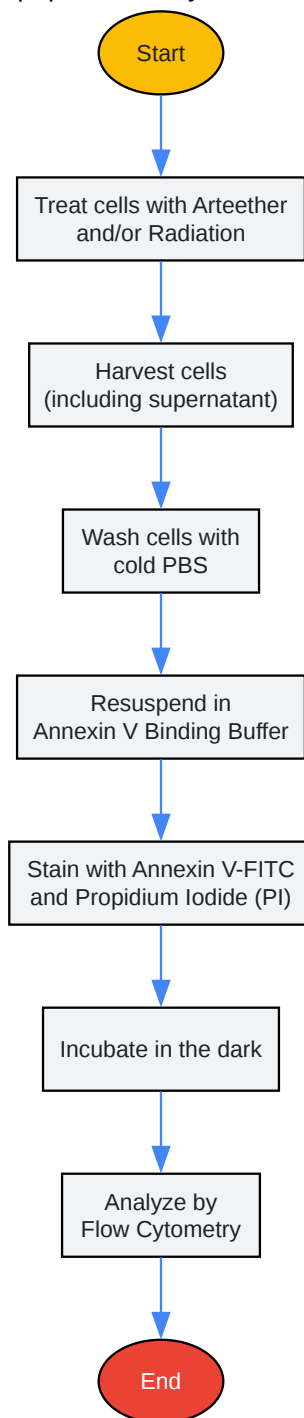 Start
Treat cells with Arteether
and/or Radiation
Harvest cells
(including supernatant)
Wash cells with
cold PBS
Resuspend in
Annexin V Binding Buffer
Stain with Annexin V-FITC
and Propidium Iodide (PI)
Incubate in the dark
Analyze by
Flow Cytometry
End